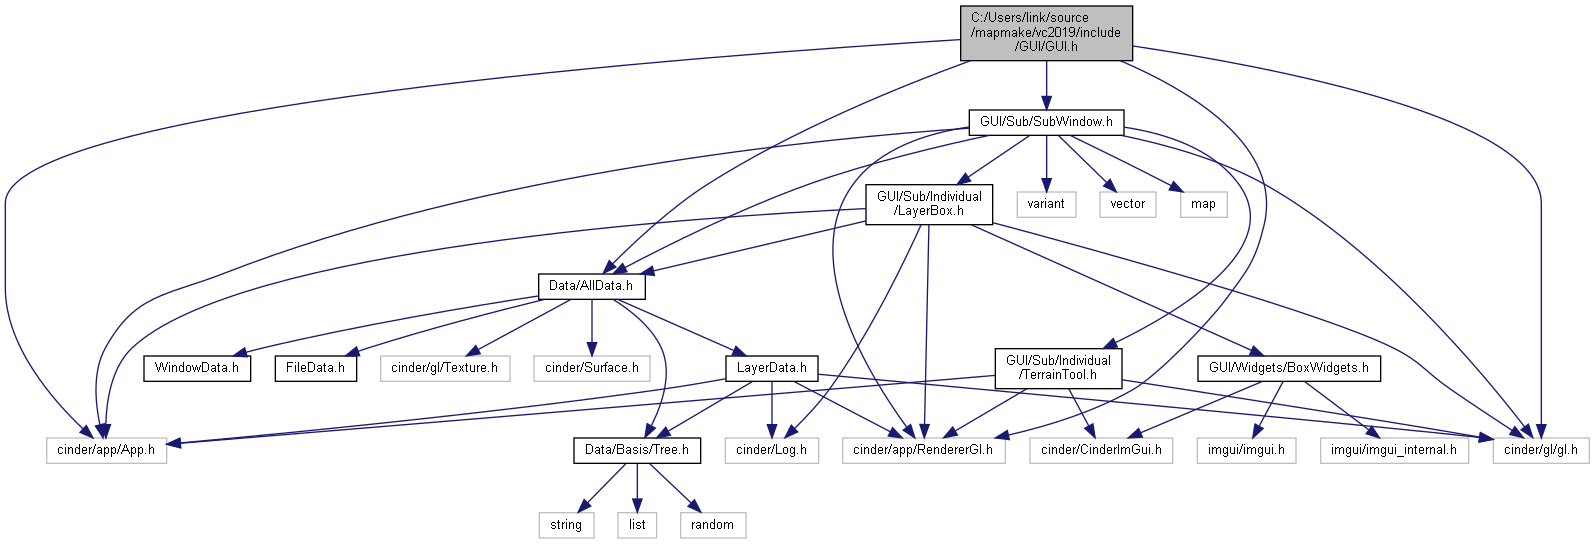 C:/Users/link/source
/mapmake/vc2019/include
/GUI/GUI.h
GUI/Sub/SubWindow.h
GUI/Sub/Individual
/LayerBox.h
variant
vector
map
Data/AllData.h
WindowData.h
FileData.h
cinder/gl/Texture.h
cinder/Surface.h
LayerData.h
GUI/Sub/Individual
/TerrainTool.h
GUI/Widgets/BoxWidgets.h
cinder/app/App.h
Data/Basis/Tree.h
cinder/Log.h
cinder/app/RendererGl.h
cinder/CinderImGui.h
imgui/imgui.h
imgui/imgui_internal.h
cinder/gl/gl.h
string
list
random